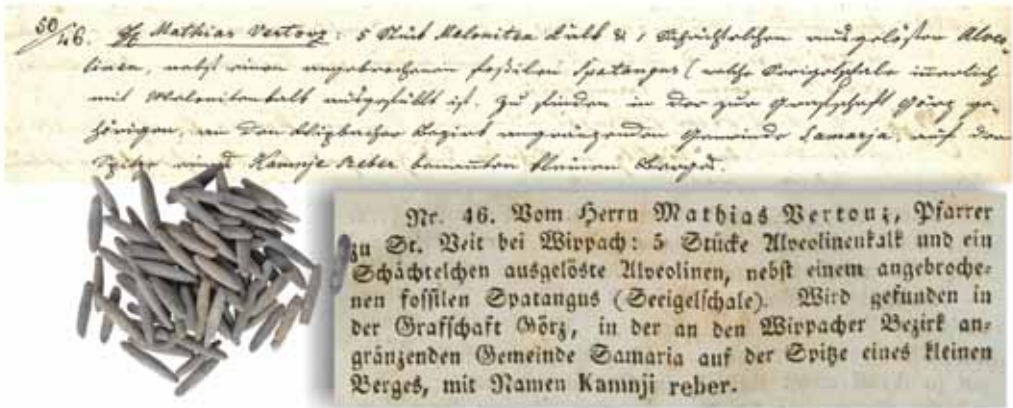 50/46. H Mathias Vertouz: 5 Stück Meloniten Kalk & 1 Schächtelchen ausgelöster Alveo-
linen, nebst einem angebrochenen fossilen Spatangus (welche Seeigelschale innerlich
mit Melonitenkalk ausgefüllt ist. Zu finden in der zur Grafschaft Görz ge-
hörigen, an den Wipbacher Bezirk angränzenden Gemeinde Samarja, auf der
Spitze eines Kamnje Reber benannten kleinen Berges.
Nr. 46. Vom Herrn Mathias Vertouz, Pfarrer
zu St. Veit bei Wippach: 5 Stücke Alveolinenkalk und ein
Schächtelchen ausgelöste Alveolinen, nebst einem angebroche-
nen fossilen Spatangus (Seeigelschale). Wird gefunden in
der Grafschaft Görz, in der an den Wippacher Bezirk an-
gränzenden Gemeinde Samaria auf der Spitze eines kleinen
Berges, mit Namen Kamnji reber.